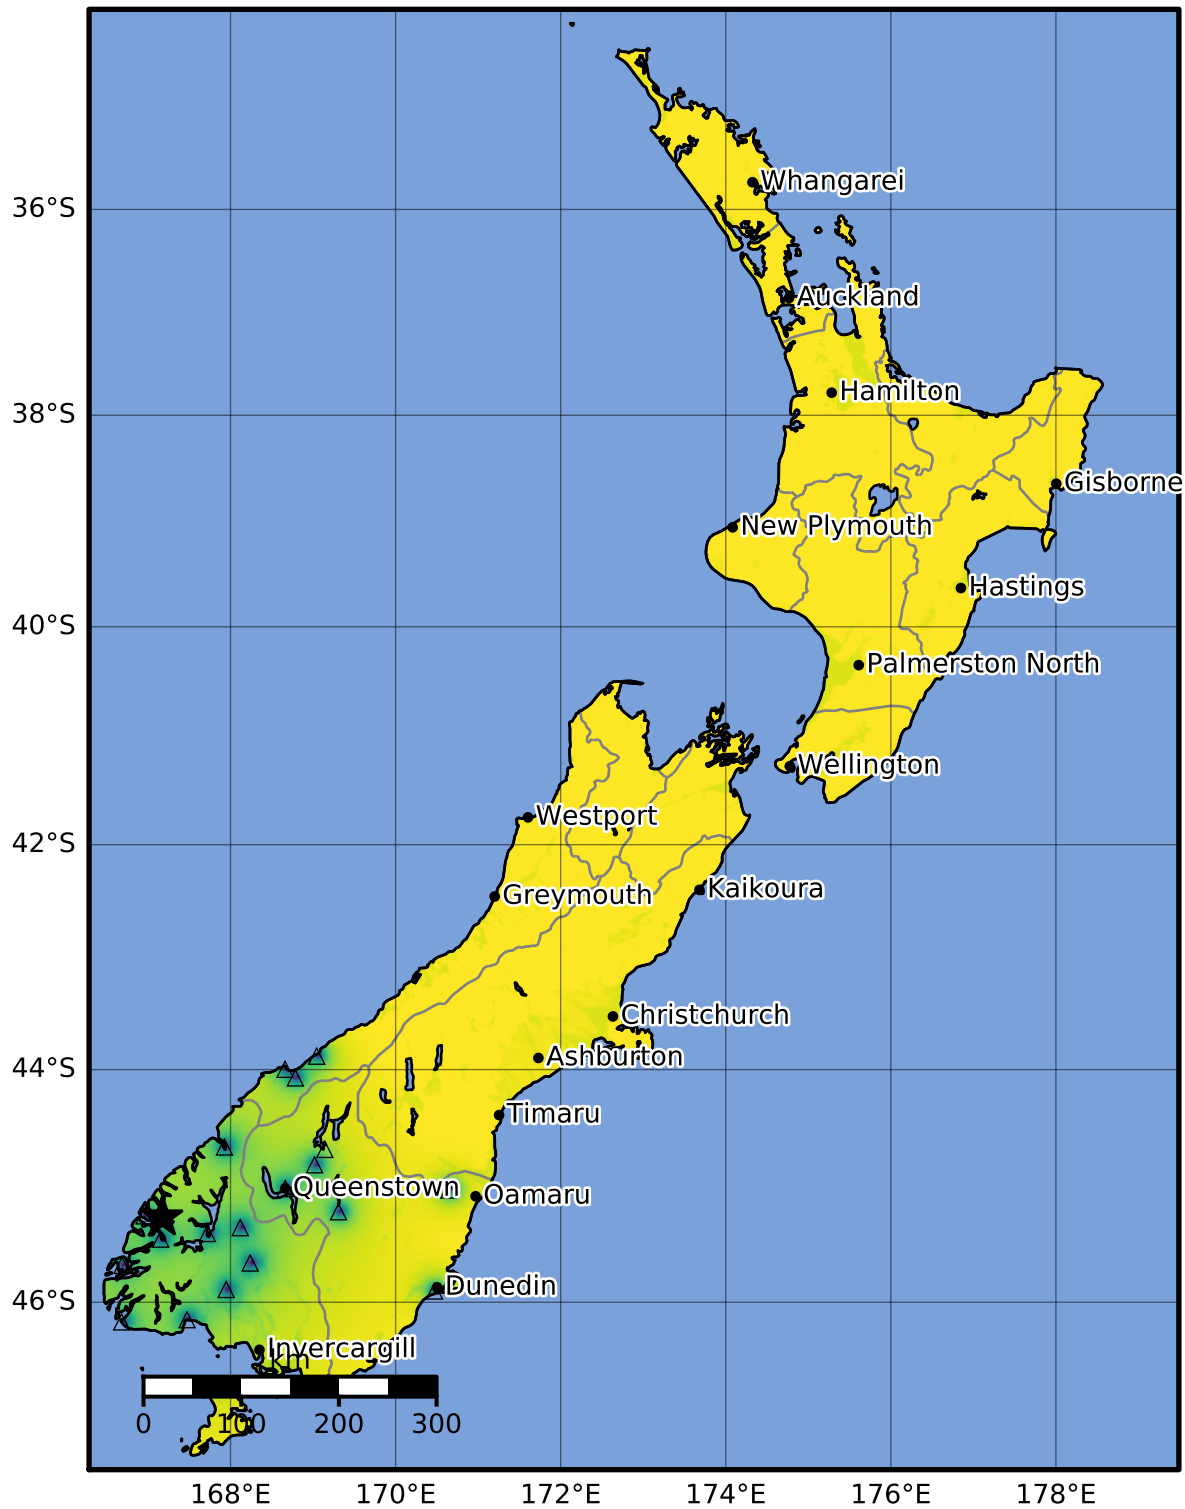 Whangarei
36°S
Auckland
Hamilton
38°S
Gisborne
New Plymouth
Hastings
40°S
Palmerston North
Wellington
Westport
42°S
Kaikoura
Greymouth
Christchurch
Ashburton
44°S
Timaru
Queenstown
Oamaru
Dunedin
46°S
Invercargill
km
0 100 200 300
168°E 170°E 172°E 174°E 176°E 178°E